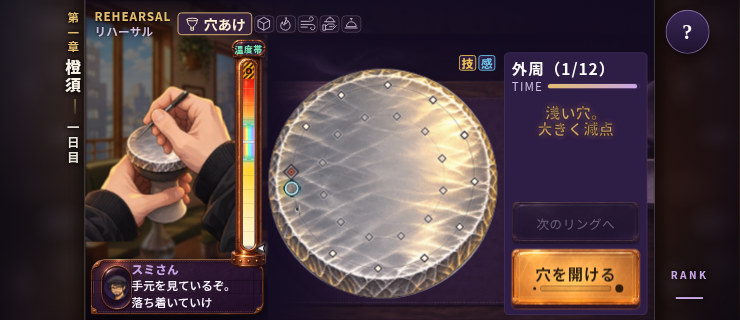 第一章 橙須 一日目
REHEARSAL
リハーサル
穴あけ
温度帯
技 感
外周（1/12）
TIME
浅い穴。
大きく減点
次のリングへ
穴を開ける
スミさん
手元を見ているぞ。
落ち着いていけ
?
RANK